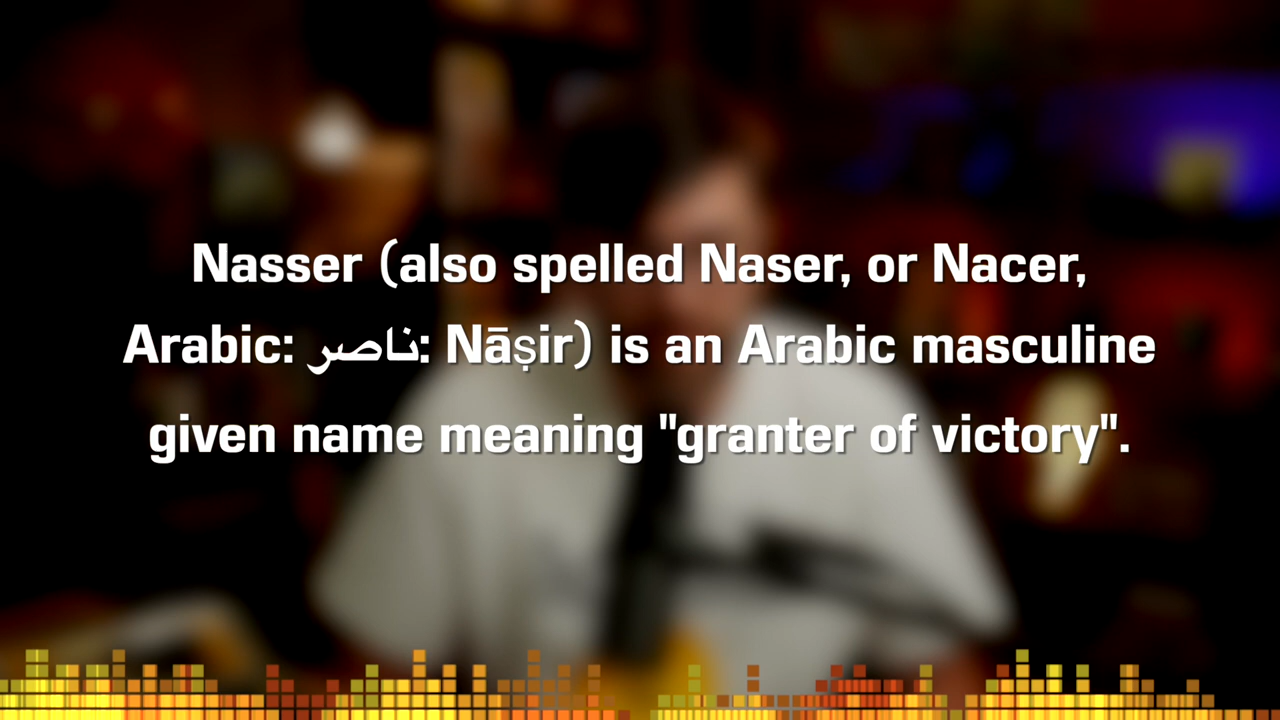 Nasser (also spelled Naser, or Nacer,
Arabic: ناصر: Nāṣir) is an Arabic masculine
given name meaning "granter of victory".